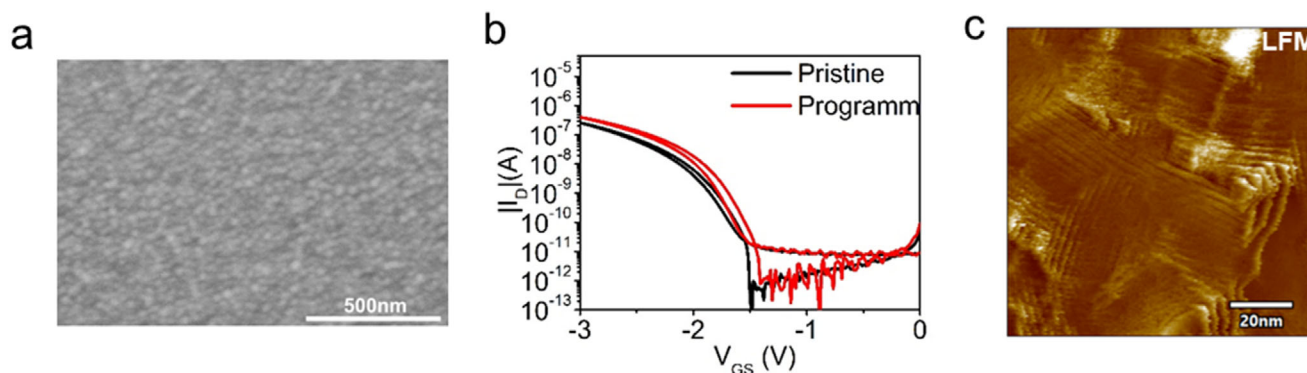 a
500nm
b
Pristine
Programm
|I_D|(A)
10⁻⁵
10⁻⁶
10⁻⁷
10⁻⁸
10⁻⁹
10⁻¹⁰
10⁻¹¹
10⁻¹²
10⁻¹³
-3 -2 -1 0
V_GS (V)
c
LFM
20nm